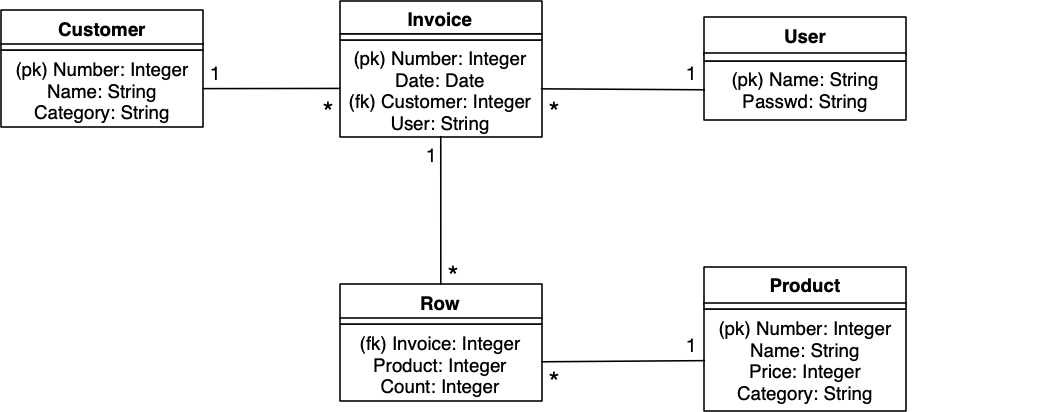 Customer
(pk) Number: Integer
Name: String
Category: String
1
*
Invoice
(pk) Number: Integer
Date: Date
(fk) Customer: Integer
User: String
1
*
User
(pk) Name: String
Passwd: String
1
*
Row
(fk) Invoice: Integer
Product: Integer
Count: Integer
1
*
Product
(pk) Number: Integer
Name: String
Price: Integer
Category: String